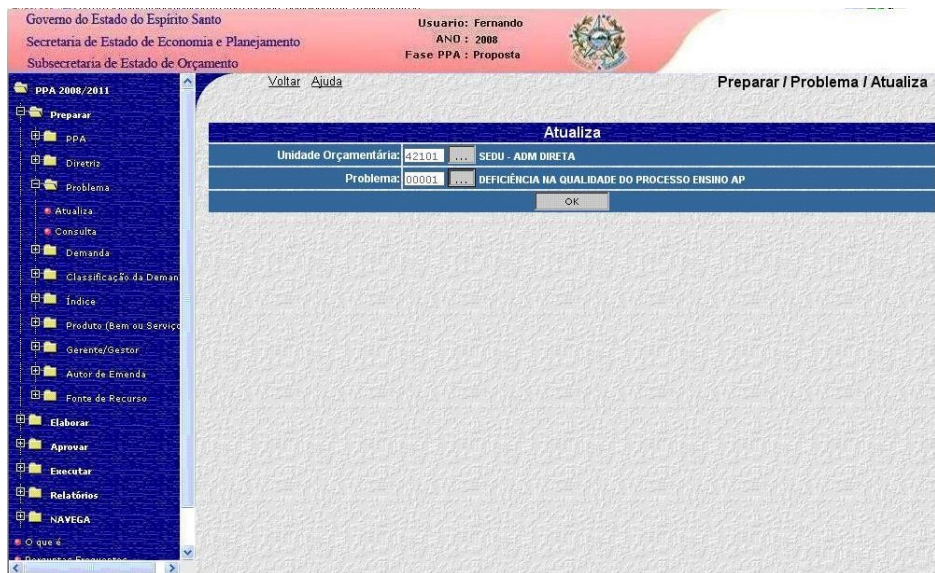 Governo do Estado do Espírito Santo
Secretaria de Estado de Economia e Planejamento
Subsecretaria de Estado de Orçamento
Usuario: Fernando
ANO : 2008
Fase PPA : Proposta
Voltar Ajuda
Preparar / Problema / Atualiza
PPA 2008/2011
Preparar
PPA
Diretriz
Problema
Atualiza
Consulta
Demanda
Classificação da Deman
Índice
Produto (Bem ou Serviço
Gerente/Gestor
Autor de Emenda
Fonte de Recurso
Elaborar
Aprovar
Executar
Relatórios
NAVEGA
O que é
Perguntas Frequentes
Atualiza
Unidade Orçamentária: 42101 ... SEDU - ADM DIRETA
Problema: 00001 ... DEFICIÊNCIA NA QUALIDADE DO PROCESSO ENSINO AP
OK